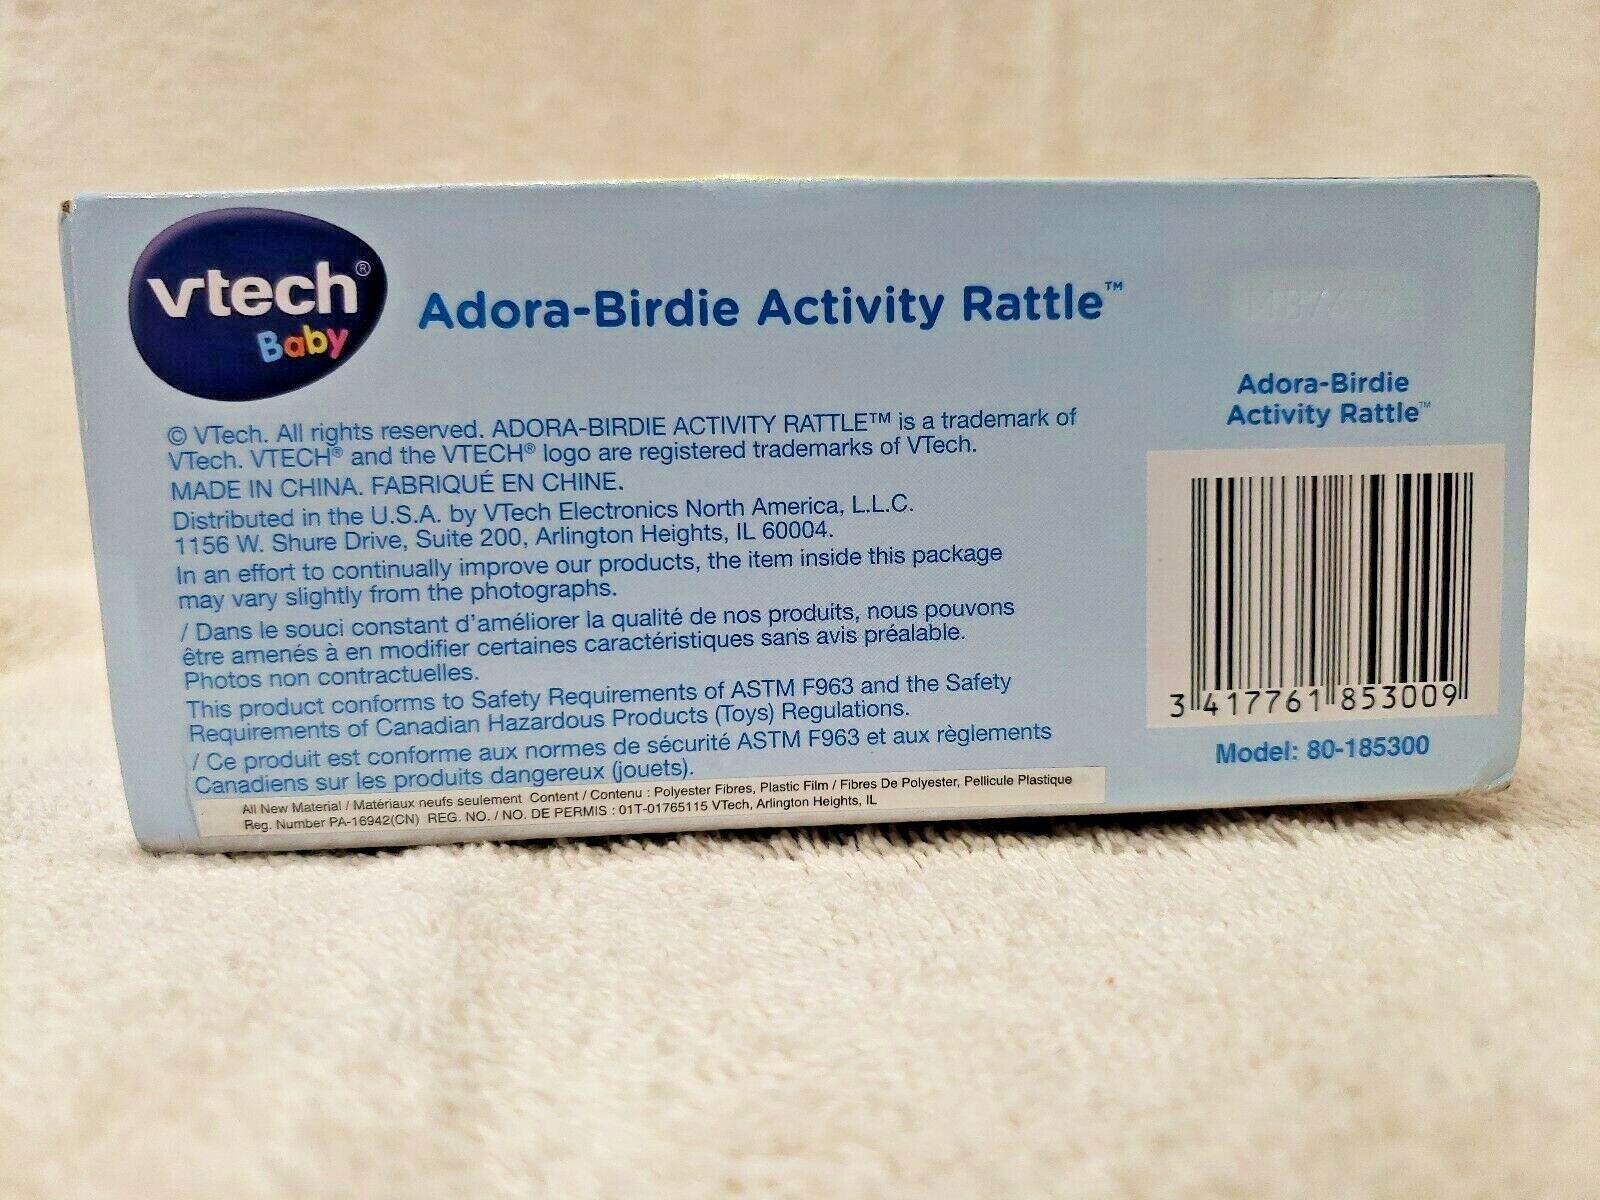 vtech®
Baby
Adora-Birdie Activity Rattle™
© VTech. All rights reserved. ADORA-BIRDIE ACTIVITY RATTLE™ is a trademark of
VTech. VTECH® and the VTECH® logo are registered trademarks of VTech.
MADE IN CHINA. FABRIQUÉ EN CHINE.
Distributed in the U.S.A. by VTech Electronics North America, L.L.C.
1156 W. Shure Drive, Suite 200, Arlington Heights, IL 60004.
In an effort to continually improve our products, the item inside this package
may vary slightly from the photographs.
/ Dans le souci constant d'améliorer la qualité de nos produits, nous pouvons
être amenés à en modifier certaines caractéristiques sans avis préalable.
Photos non contractuelles.
This product conforms to Safety Requirements of ASTM F963 and the Safety
Requirements of Canadian Hazardous Products (Toys) Regulations.
/ Ce produit est conforme aux normes de sécurité ASTM F963 et aux règlements
Canadiens sur les produits dangereux (jouets).
All New Material / Matériaux neufs seulement Content / Contenu : Polyester Fibres, Plastic Film / Fibres De Polyester, Pellicule Plastique
Reg. Number PA-16942(CN) REG. NO. / NO. DE PERMIS : 01T-01765115 VTech, Arlington Heights, IL
Adora-Birdie
Activity Rattle™
3 417761 853009
Model: 80-185300